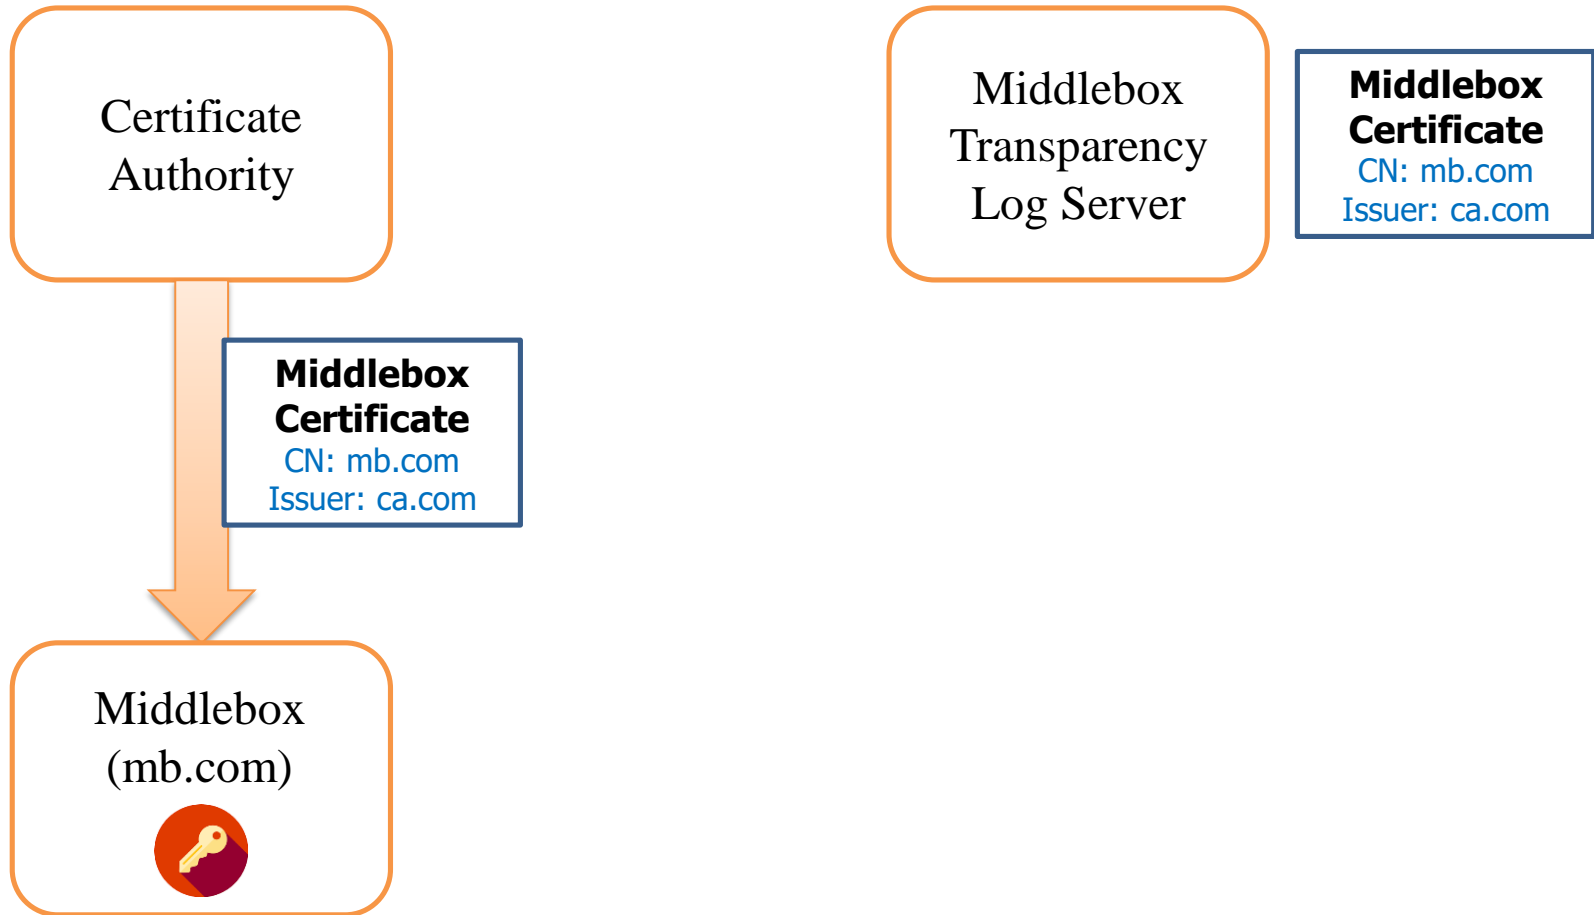 Certificate
Authority
Middlebox
Transparency
Log Server
Middlebox
Certificate
CN: mb.com
Issuer: ca.com
Middlebox
Certificate
CN: mb.com
Issuer: ca.com
Middlebox
(mb.com)